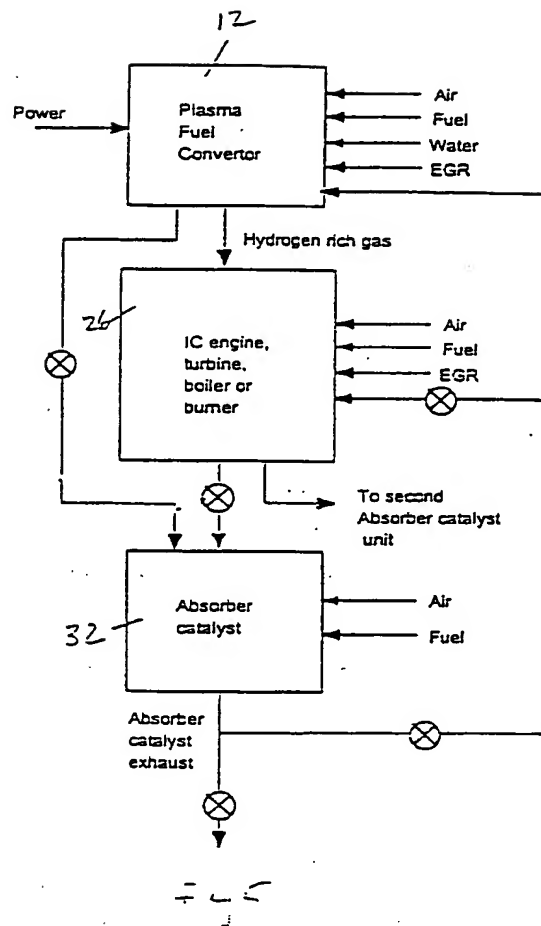 12
Power
Plasma
Fuel
Convertor
Air
Fuel
Water
EGR
Hydrogen rich gas
26
IC engine,
turbine,
boiler or
burner
Air
Fuel
EGR
To second
Absorber catalyst
unit
32
Absorber
catalyst
Air
Fuel
Absorber
catalyst
exhaust